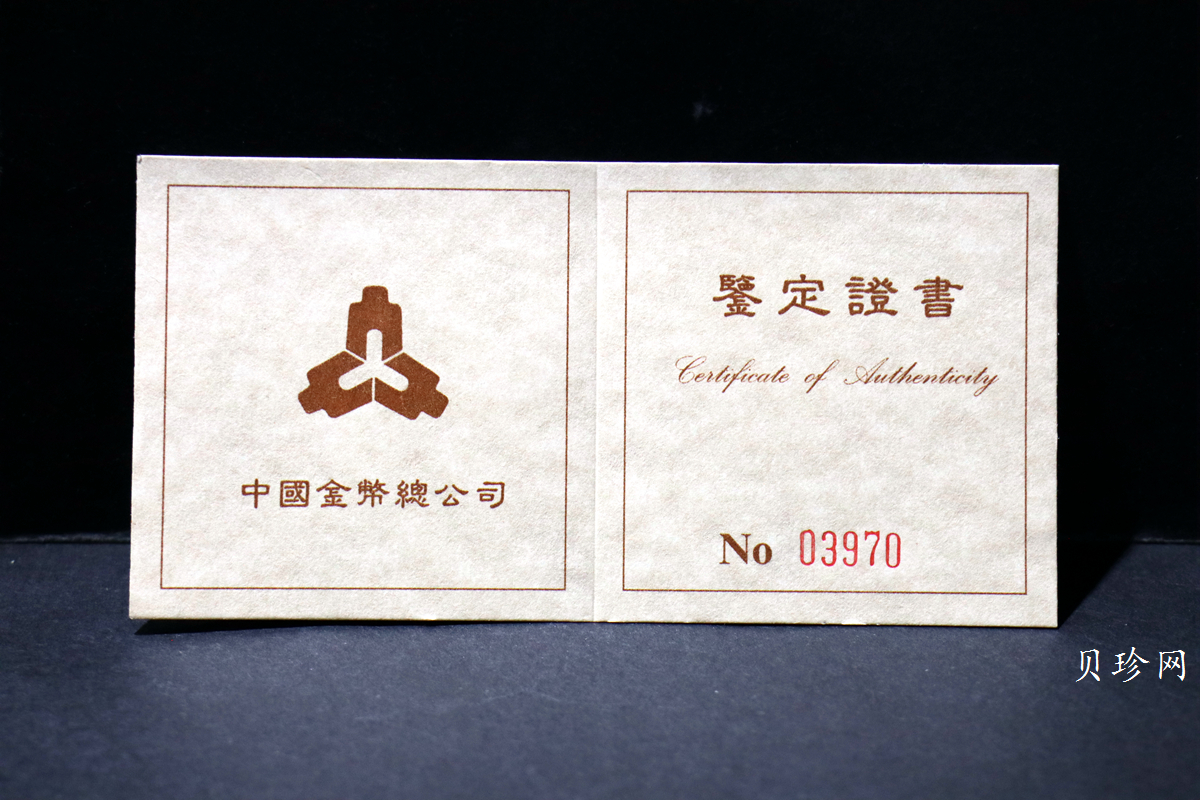 中國金幣總公司
鑒定證書
Certificate of Authenticity
No 03970
贝珍网